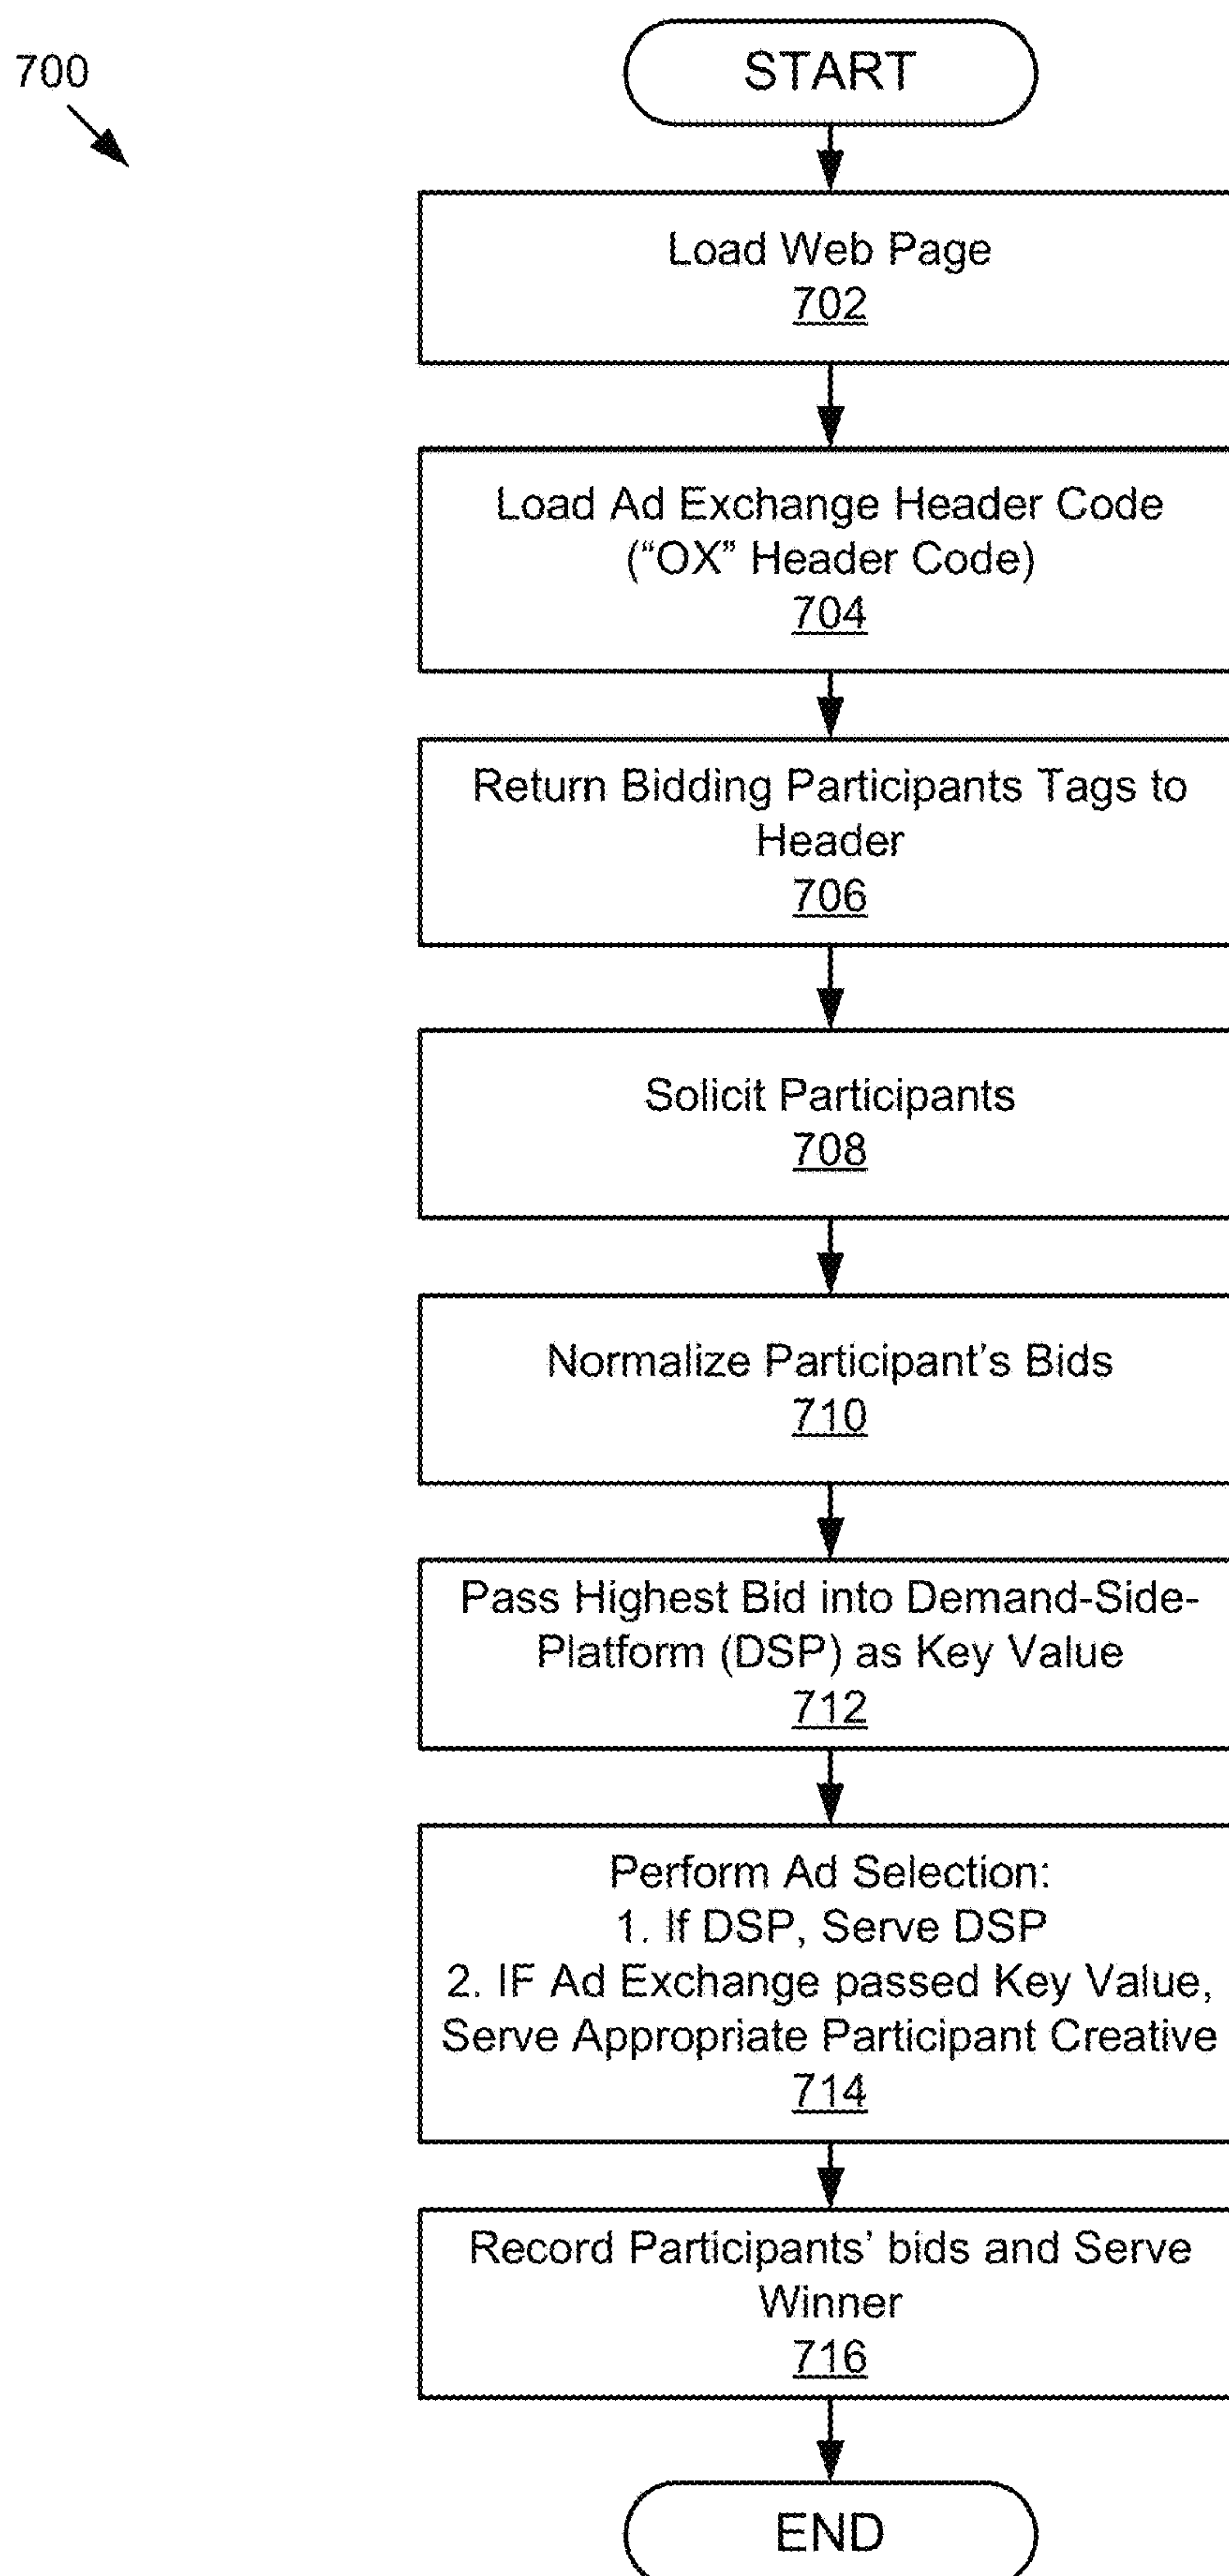 700
START
Load Web Page
702
Load Ad Exchange Header Code
(“OX” Header Code)
704
Return Bidding Participants Tags to
Header
706
Solicit Participants
708
Normalize Participant’s Bids
710
Pass Highest Bid into Demand-Side-
Platform (DSP) as Key Value
712
Perform Ad Selection:
1. If DSP, Serve DSP
2. IF Ad Exchange passed Key Value,
Serve Appropriate Participant Creative
714
Record Participants’ bids and Serve
Winner
716
END